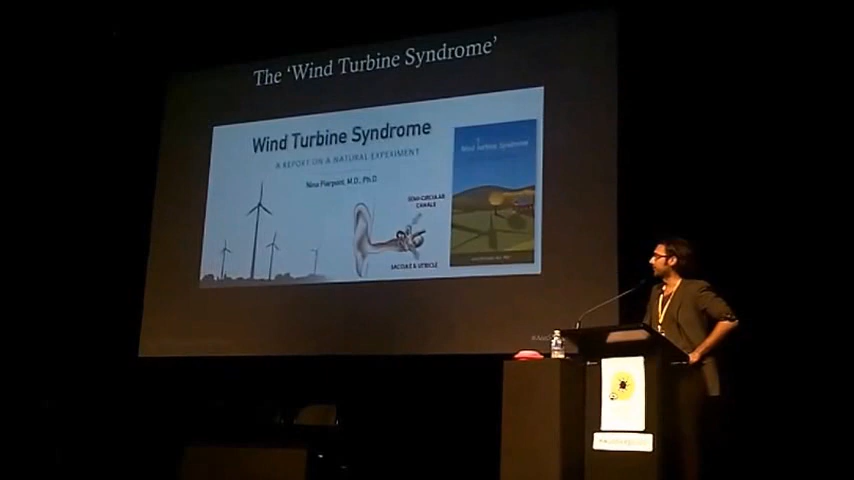 The ‘Wind Turbine Syndrome’
Wind Turbine Syndrome
A REPORT ON A NATURAL EXPERIMENT
Nina Pierpont, M.D., Ph.D.
SEMI-CIRCULAR
CANALS
SACCULE & UTRICLE
Wind Turbine Syndrome